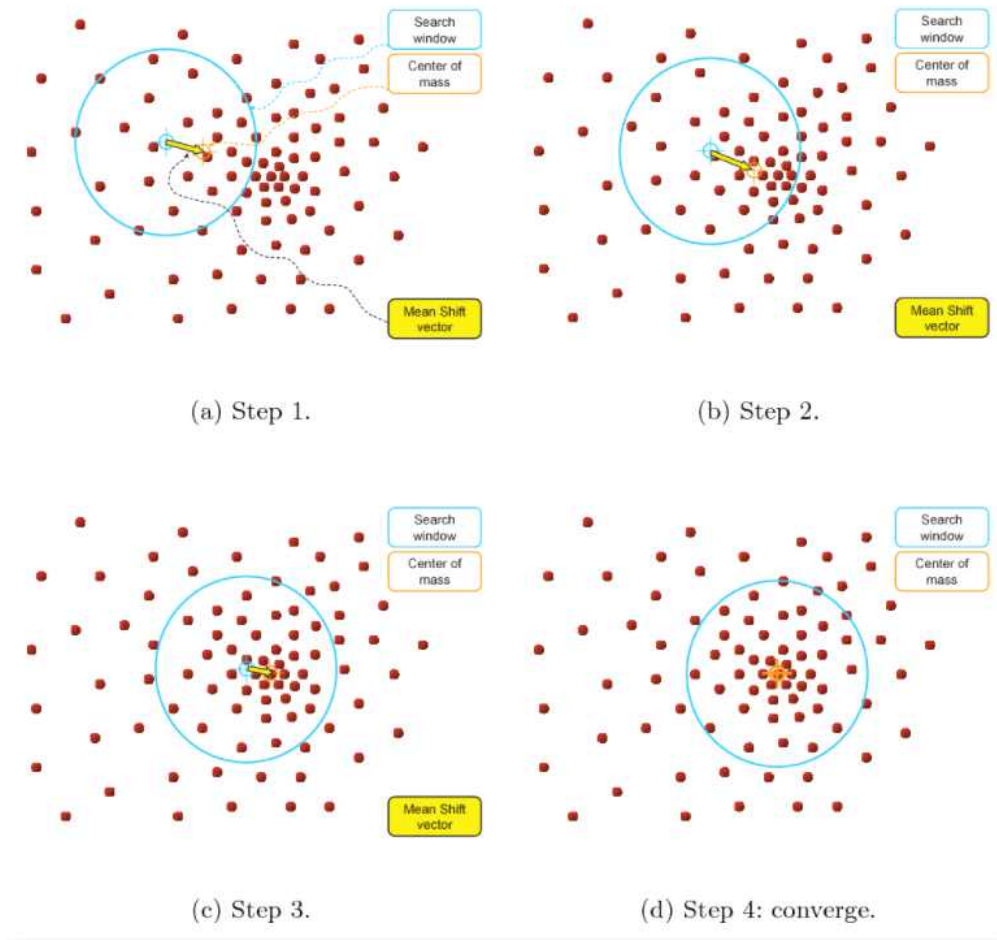 Search
window
Center of
mass
Mean Shift
vector
(a) Step 1.
Search
window
Center of
mass
Mean Shift
vector
(b) Step 2.
Search
window
Center of
mass
Mean Shift
vector
(c) Step 3.
Search
window
Center of
mass
(d) Step 4: converge.